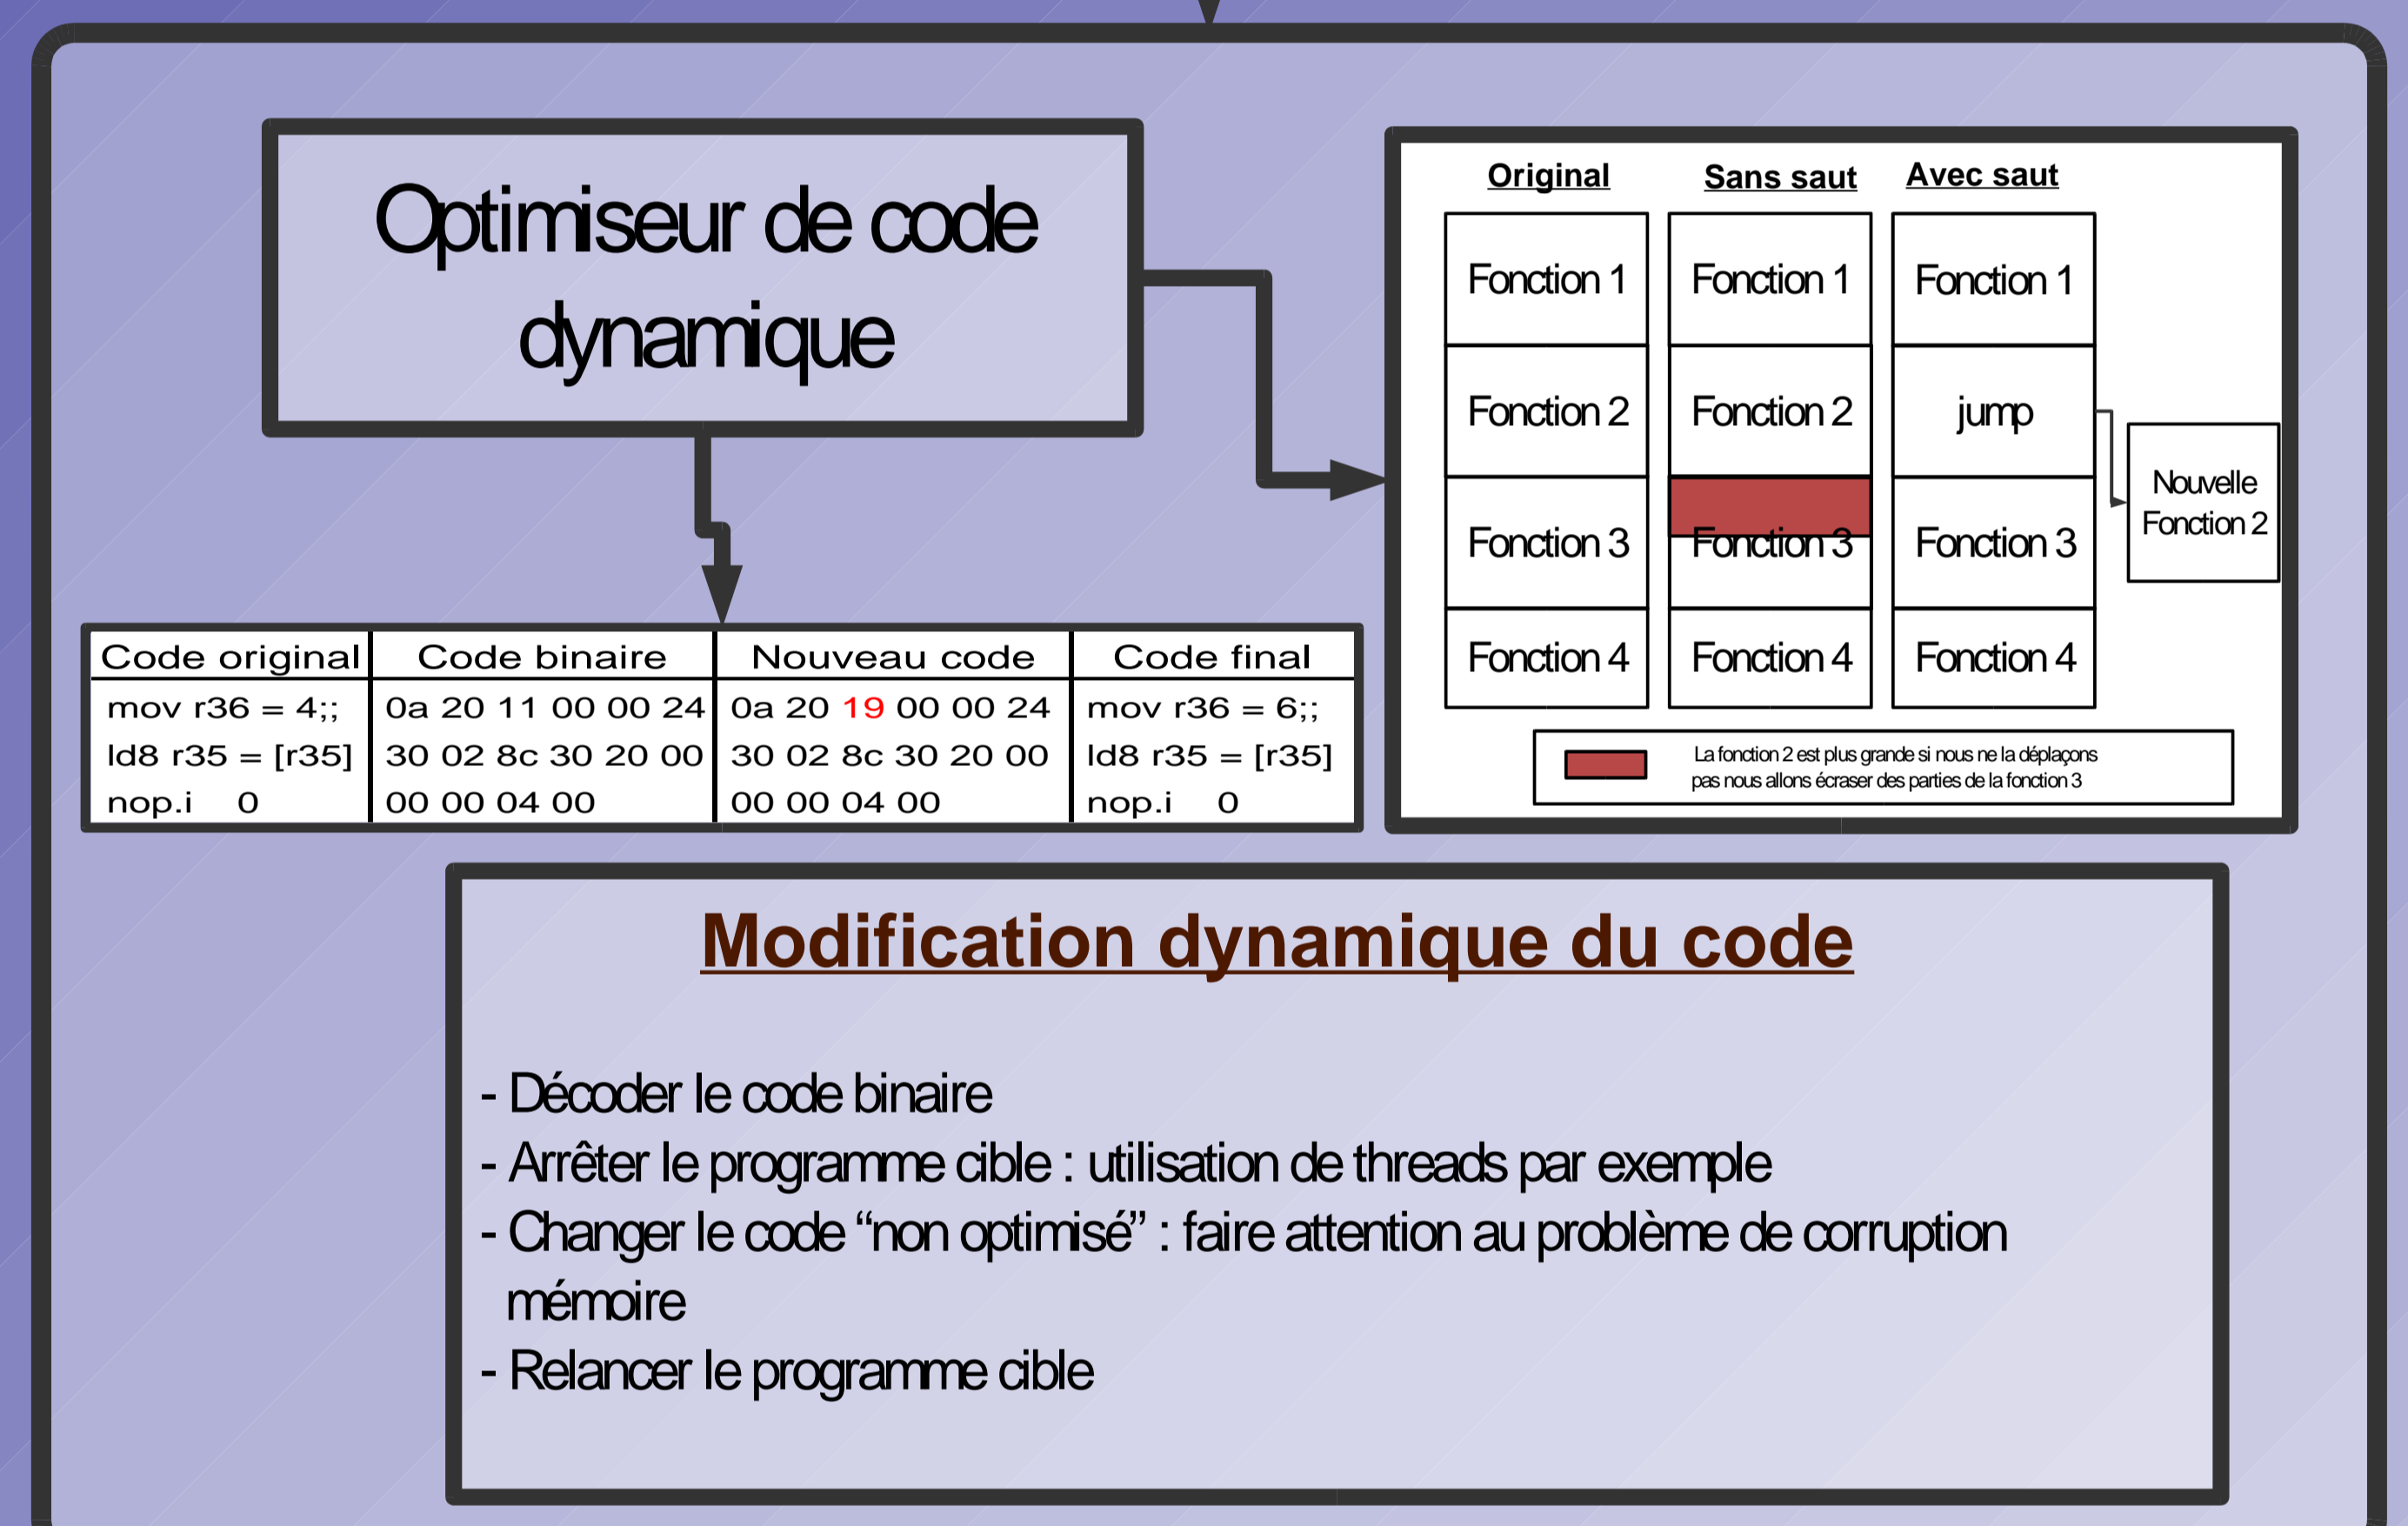 Optimiseur de code
dynamique
Original Sans saut Avec saut
Fonction 1 Fonction 1 Fonction 1
Fonction 2 Fonction 2 jump
Nouvelle
Fonction 2
Fonction 3 Fonction 3 Fonction 3
Fonction 4 Fonction 4 Fonction 4
La fonction 2 est plus grande si nous ne la déplaçons
pas nous allons écraser des parties de la fonction 3
Code original Code binaire Nouveau code Code final
mov r36 = 4;; 0a 20 11 00 00 24 0a 20 19 00 00 24 mov r36 = 6;;
ld8 r35 = [r35] 30 02 8c 30 20 00 30 02 8c 30 20 00 ld8 r35 = [r35]
nop.i 0 00 00 04 00 00 00 04 00 nop.i 0
Modification dynamique du code
- Décoder le code binaire
- Arrêter le programme cible : utilisation de threads par exemple
- Changer le code “non optimisé” : faire attention au problème de corruption
mémoire
- Relancer le programme cible